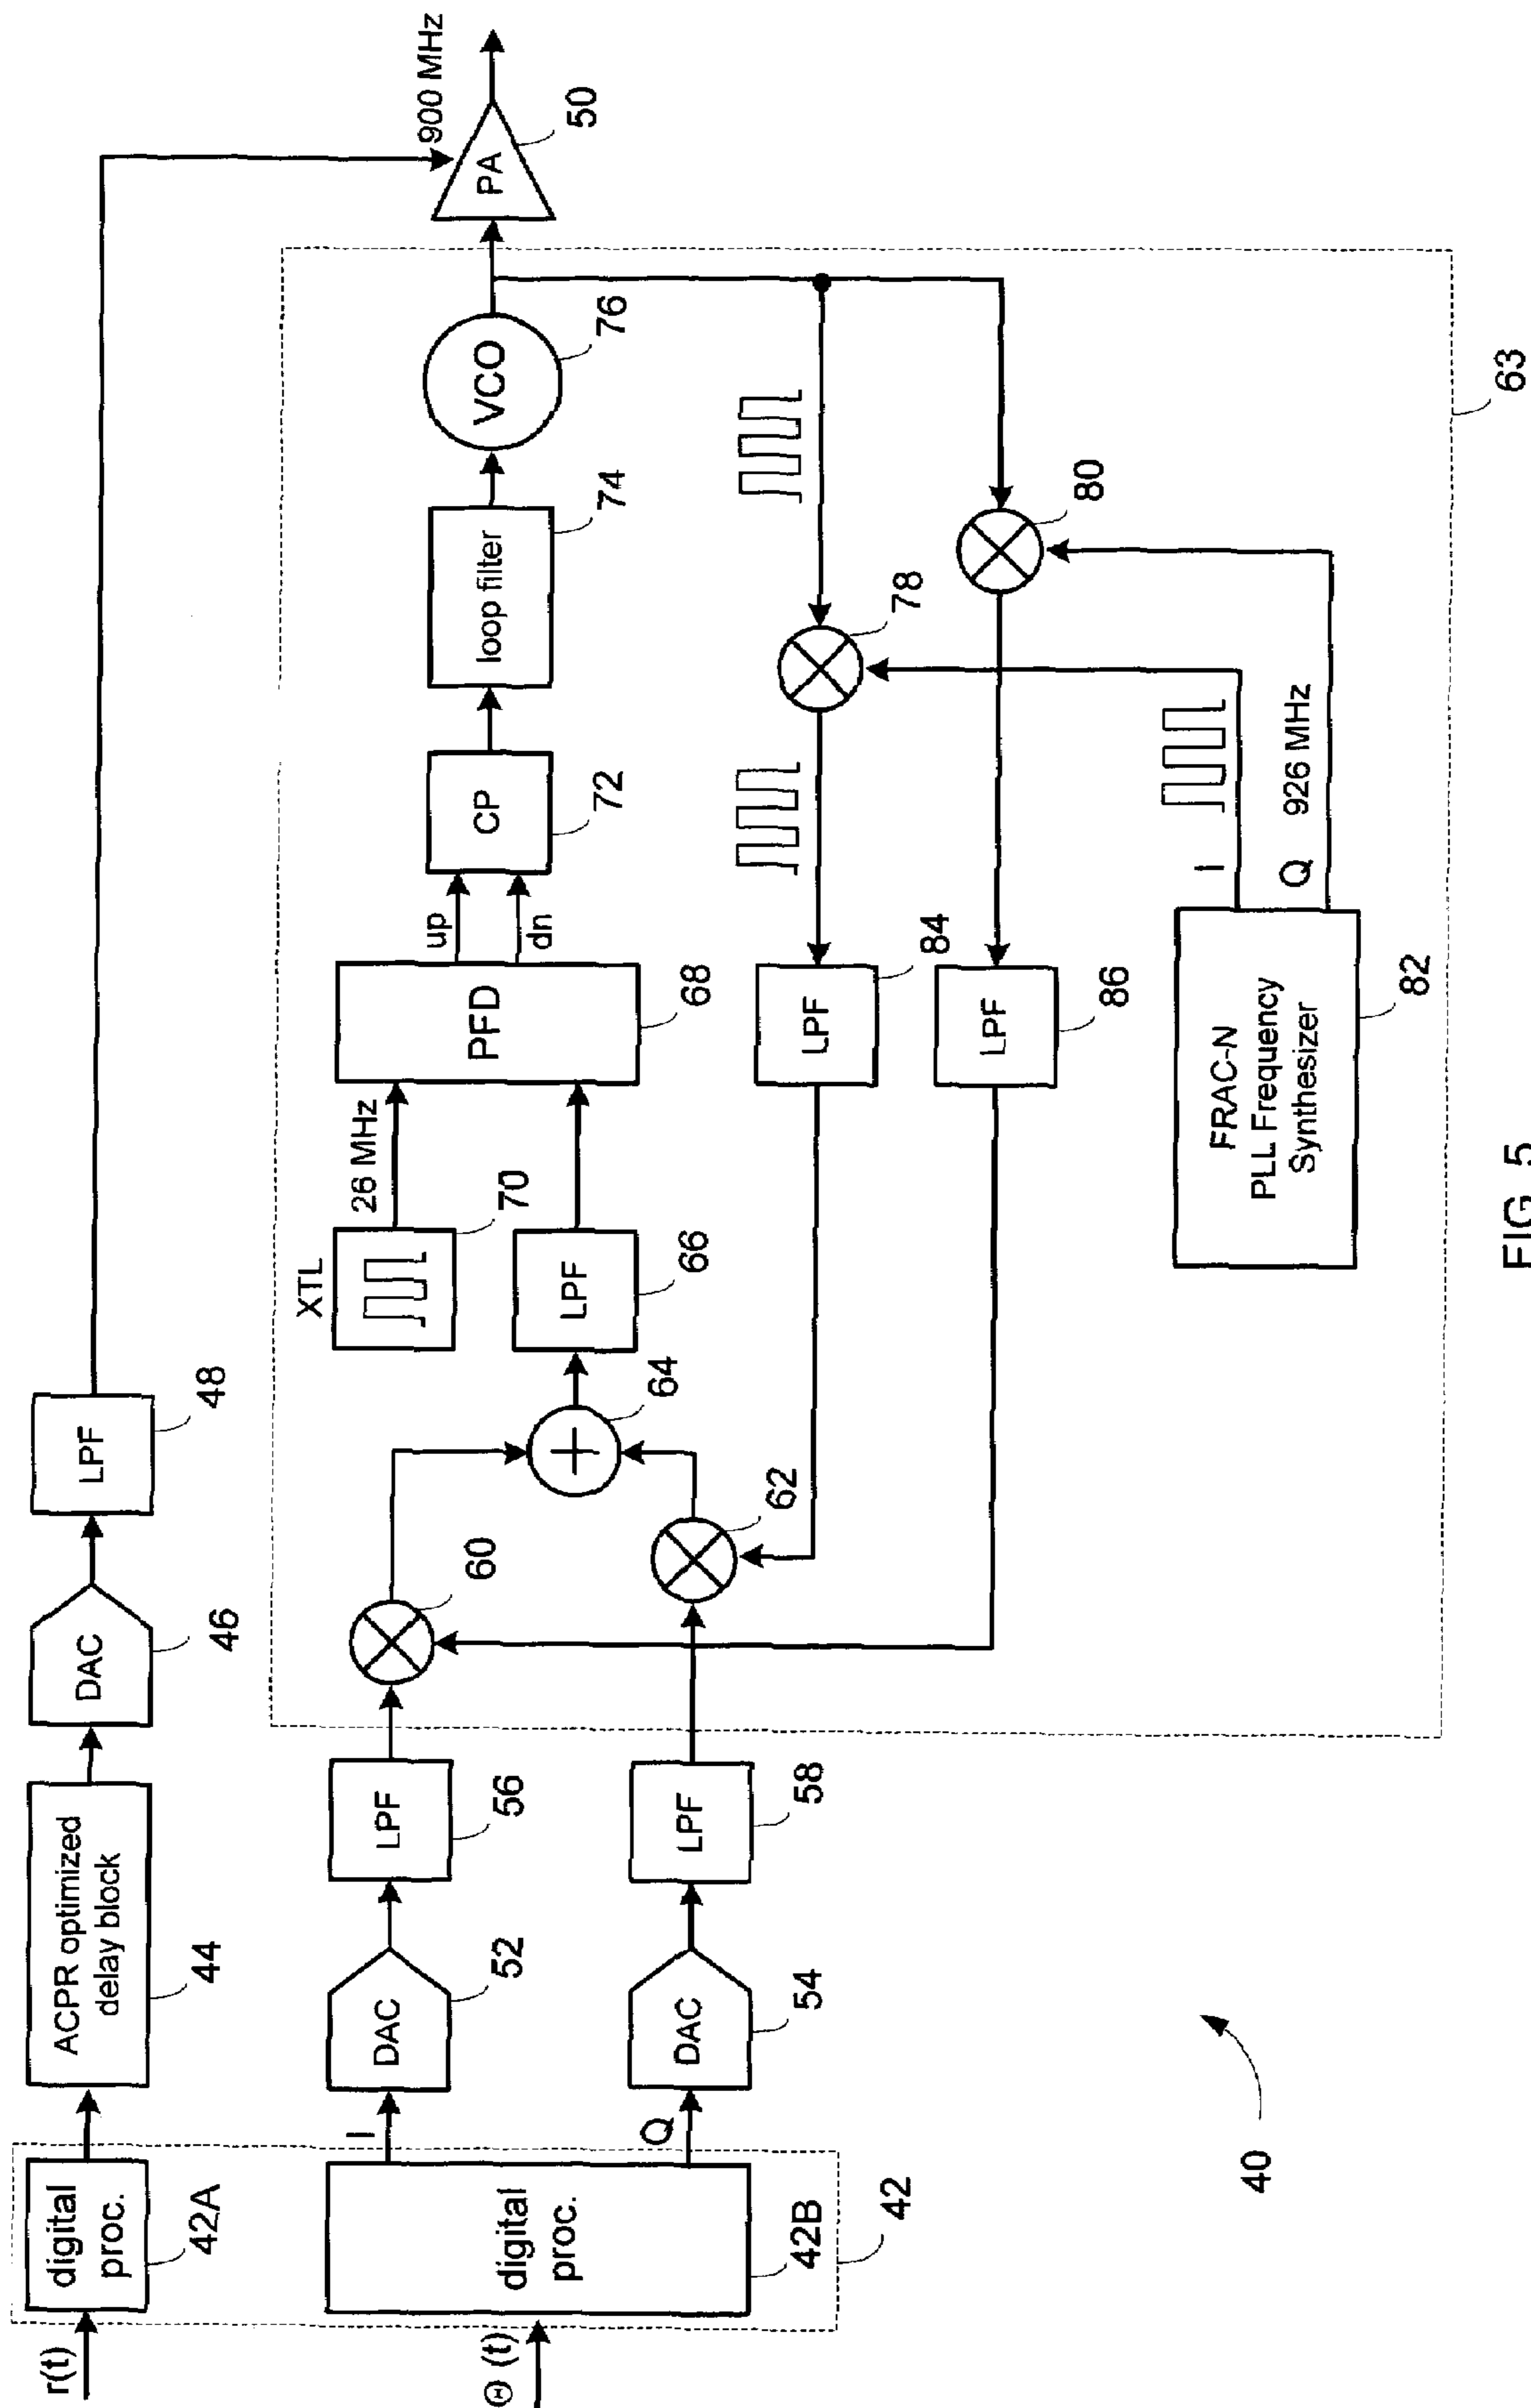 r(t)
digital
proc.
42A
ACPR optimized
delay block
44
DAC
46
LPF
48
900 MHz
PA
50
Θ (t)
digital
proc.
42B
42
I
Q
DAC
52
DAC
54
LPF
56
LPF
58
60
62
64
XTL
70
26 MHz
LPF
66
PFD
68
up
dn
CP
72
loop filter
74
VCO
76
78
80
LPF
84
LPF
86
FRAC-N
PLL Frequency
Synthesizer
82
I
Q
926 MHz
63
40
FIG. 5